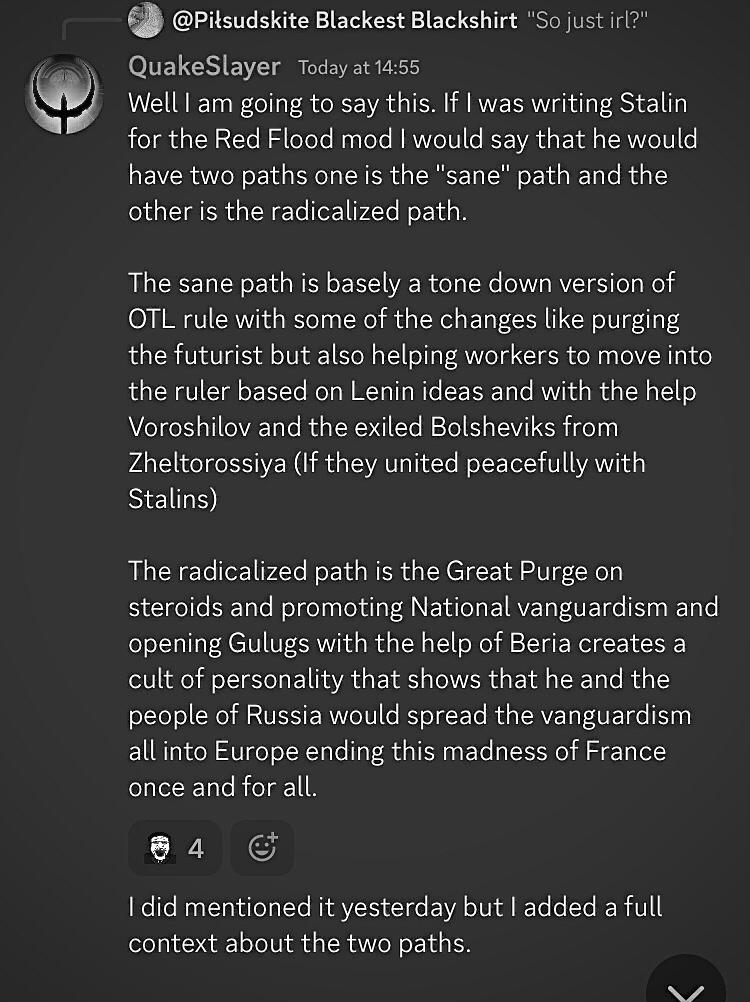 @Piłsudskite Blackest Blackshirt "So just irl?"
QuakeSlayer Today at 14:55
Well I am going to say this. If I was writing Stalin
for the Red Flood mod I would say that he would
have two paths one is the "sane" path and the
other is the radicalized path.
The sane path is basely a tone down version of
OTL rule with some of the changes like purging
the futurist but also helping workers to move into
the ruler based on Lenin ideas and with the help
Voroshilov and the exiled Bolsheviks from
Zheltorossiya (If they united peacefully with
Stalins)
The radicalized path is the Great Purge on
steroids and promoting National vanguardism and
opening Gulugs with the help of Beria creates a
cult of personality that shows that he and the
people of Russia would spread the vanguardism
all into Europe ending this madness of France
once and for all.
4
I did mentioned it yesterday but I added a full
context about the two paths.